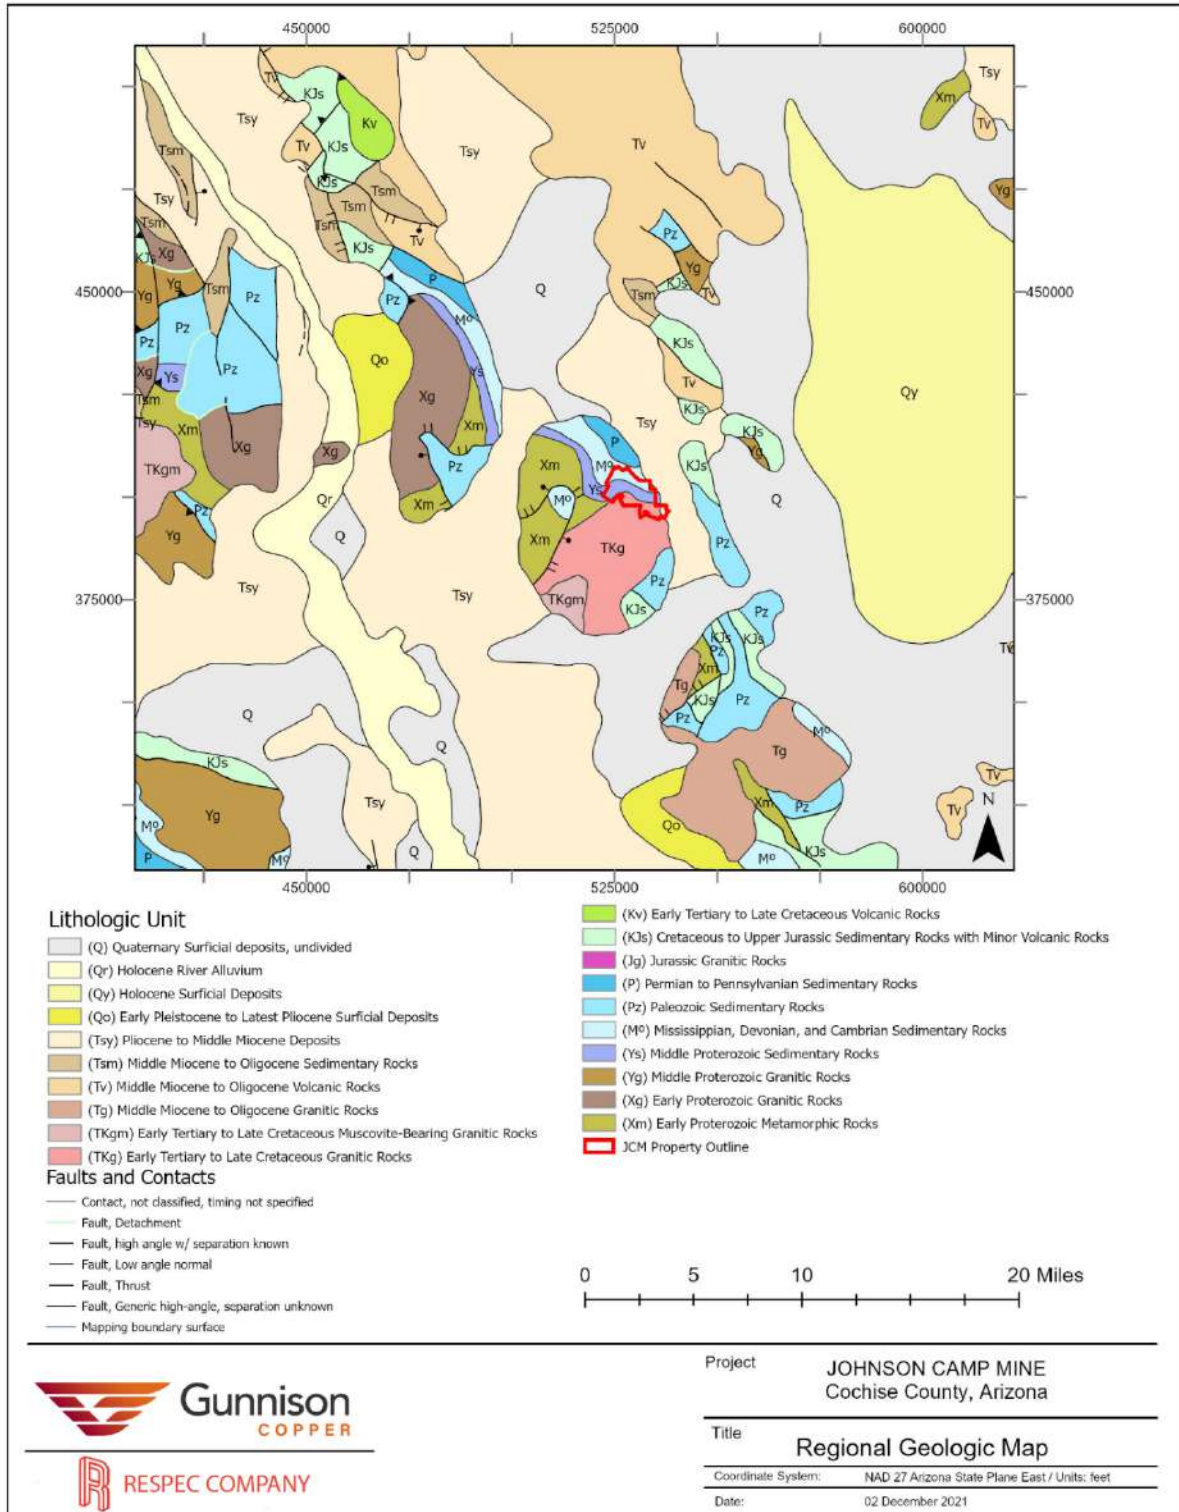 450000 525000 600000
Tv KJs Tsy Xm Tsy
Tsy Kv Tv
Tsm Tv KJs Tsy Tv
Tsy KJs Tsm Yg
Tsm Tsm Tsm Pz
Xg KJs Tv
KJs Yg
Yg P KJs Tv
450000 Yg Tsm Pz Pz Q Tsm 450000
Pz Mº
Pz KJs
Pz Qo
Xg Ys Ys Tv Qy
Tsm Xg KJs
Tsy Xm Tsy KJs
Xg Xm P Yg
TKgm Xg Pz Xm Mº KJs
Qr Ys Q
Pz Xm Mº
Yg Q Xm TKg Pz
Pz
Tsy Tsy TKgm KJs
375000 375000
Pz
KJs KJs
Pz Tv
Xm
Tg
KJs Pz
Q Pz
Mº
Q Tg
KJs
Tv
Tsy Xm Pz Tv N
Yg Qo
Mº
P Mº Q Mº KJs
450000 525000 600000
Lithologic Unit
(Q) Quaternary Surficial deposits, undivided
(Qr) Holocene River Alluvium
(Qy) Holocene Surficial Deposits
(Qo) Early Pleistocene to Latest Pliocene Surficial Deposits
(Tsy) Pliocene to Middle Miocene Deposits
(Tsm) Middle Miocene to Oligocene Sedimentary Rocks
(Tv) Middle Miocene to Oligocene Volcanic Rocks
(Tg) Middle Miocene to Oligocene Granitic Rocks
(TKgm) Early Tertiary to Late Cretaceous Muscovite-Bearing Granitic Rocks
(TKg) Early Tertiary to Late Cretaceous Granitic Rocks
(Kv) Early Tertiary to Late Cretaceous Volcanic Rocks
(KJs) Cretaceous to Upper Jurassic Sedimentary Rocks with Minor Volcanic Rocks
(Jg) Jurassic Granitic Rocks
(P) Permian to Pennsylvanian Sedimentary Rocks
(Pz) Paleozoic Sedimentary Rocks
(Mº) Mississippian, Devonian, and Cambrian Sedimentary Rocks
(Ys) Middle Proterozoic Sedimentary Rocks
(Yg) Middle Proterozoic Granitic Rocks
(Xg) Early Proterozoic Granitic Rocks
(Xm) Early Proterozoic Metamorphic Rocks
JCM Property Outline
Faults and Contacts
Contact, not classified, timing not specified
Fault, Detachment
Fault, high angle w/ separation known
Fault, Low angle normal
Fault, Thrust
Fault, Generic high-angle, separation unknown
Mapping boundary surface
0 5 10 20 Miles
Gunnison
COPPER
RESPEC COMPANY
Project
JOHNSON CAMP MINE
Cochise County, Arizona
Title
Regional Geologic Map
Coordinate System: NAD 27 Arizona State Plane East / Units: feet
Date: 02 December 2021